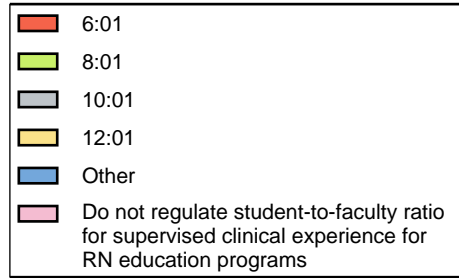 6:01
8:01
10:01
12:01
Other
Do not regulate student-to-faculty ratio
for supervised clinical experience for
RN education programs